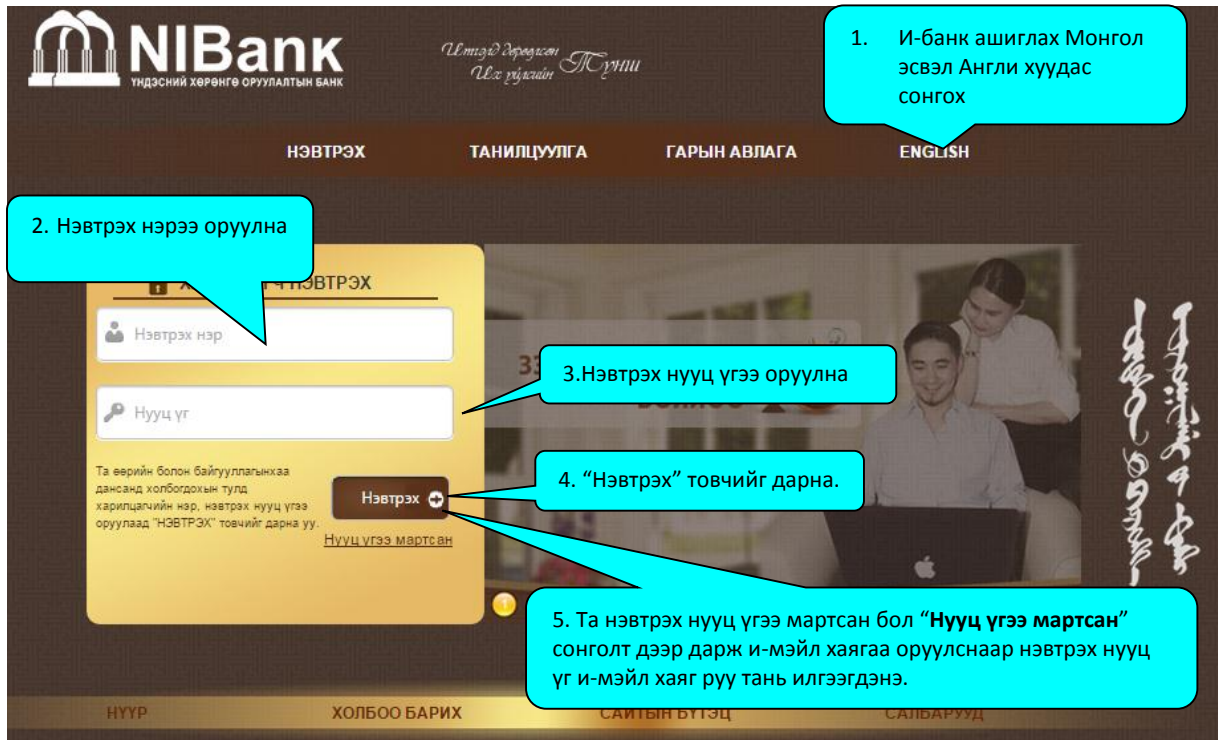 NIBank
ҮНДЭСНИЙ ХӨРӨНГӨ ОРУУЛАЛТЫН БАНК
Түнш
1. И-банк ашиглах Монгол
эсвэл Англи хуудас
сонгох
НЭВТРЭХ ТАНИЛЦУУЛГА ГАРЫН АВЛАГА ENGLISH
2. Нэвтрэх нэрээ оруулна
НЭВТРЭХ
Нэвтрэх нэр
3.Нэвтрэх нууц үгээ оруулна
Нууц үг
Та өөрийн болон байгууллагынхаа
дансанд холбогдохын тулд
харилцагчийн нэр, нэвтрэх нууц үгээ
оруулаад "НЭВТРЭХ" товчийг дарна уу.
Нэвтрэх
4. “Нэвтрэх” товчийг дарна.
Нууц үгээ мартсан
5. Та нэвтрэх нууц үгээ мартсан бол “Нууц үгээ мартсан”
сонголт дээр дарж и-мэйл хаягаа оруулснаар нэвтрэх нууц
үг и-мэйл хаяг руу тань илгээгдэнэ.
НҮҮР ХОЛБОО БАРИХ САЙТЫН БҮТЭЦ САЛБАРУУД